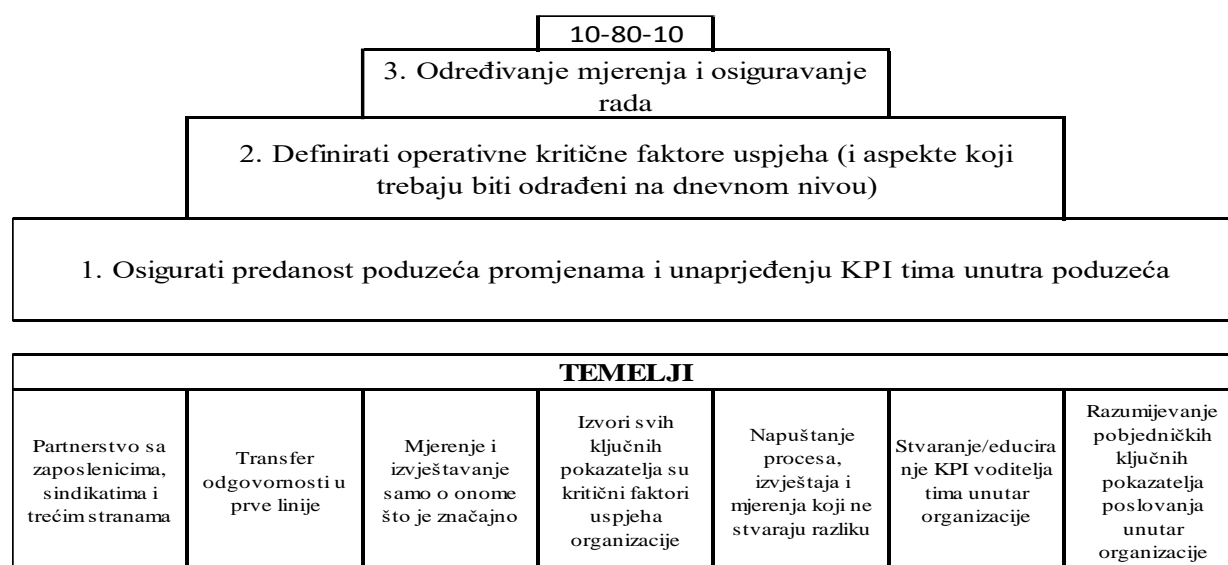 10-80-10
3. Određivanje mjerenja i osiguravanje
rada
2. Definirati operativne kritične faktore uspjeha (i aspekte koji
trebaju biti odrađeni na dnevnom nivou)
1. Osigurati predanost poduzeća promjenama i unaprjeđenju KPI tima unutra poduzeća
TEMELJI
Partnerstvo sa
zaposlenicima,
sindikatima i
trećim stranama
Transfer
odgovornosti u
prve linije
Mjerenje i
izvještavanje
samo o onome
što je značajno
Izvori svih
ključnih
pokazatelja su
kritični faktori
uspjeha
organizacije
Napuštanje
procesa,
izvještaja i
mjerenja koji ne
stvaraju razliku
Stvaranje/educira
nje KPI voditelja
tima unutar
organizacije
Razumijevanje
pobjedničkih
ključnih
pokazatelja
poslovanja
unutar
organizacije